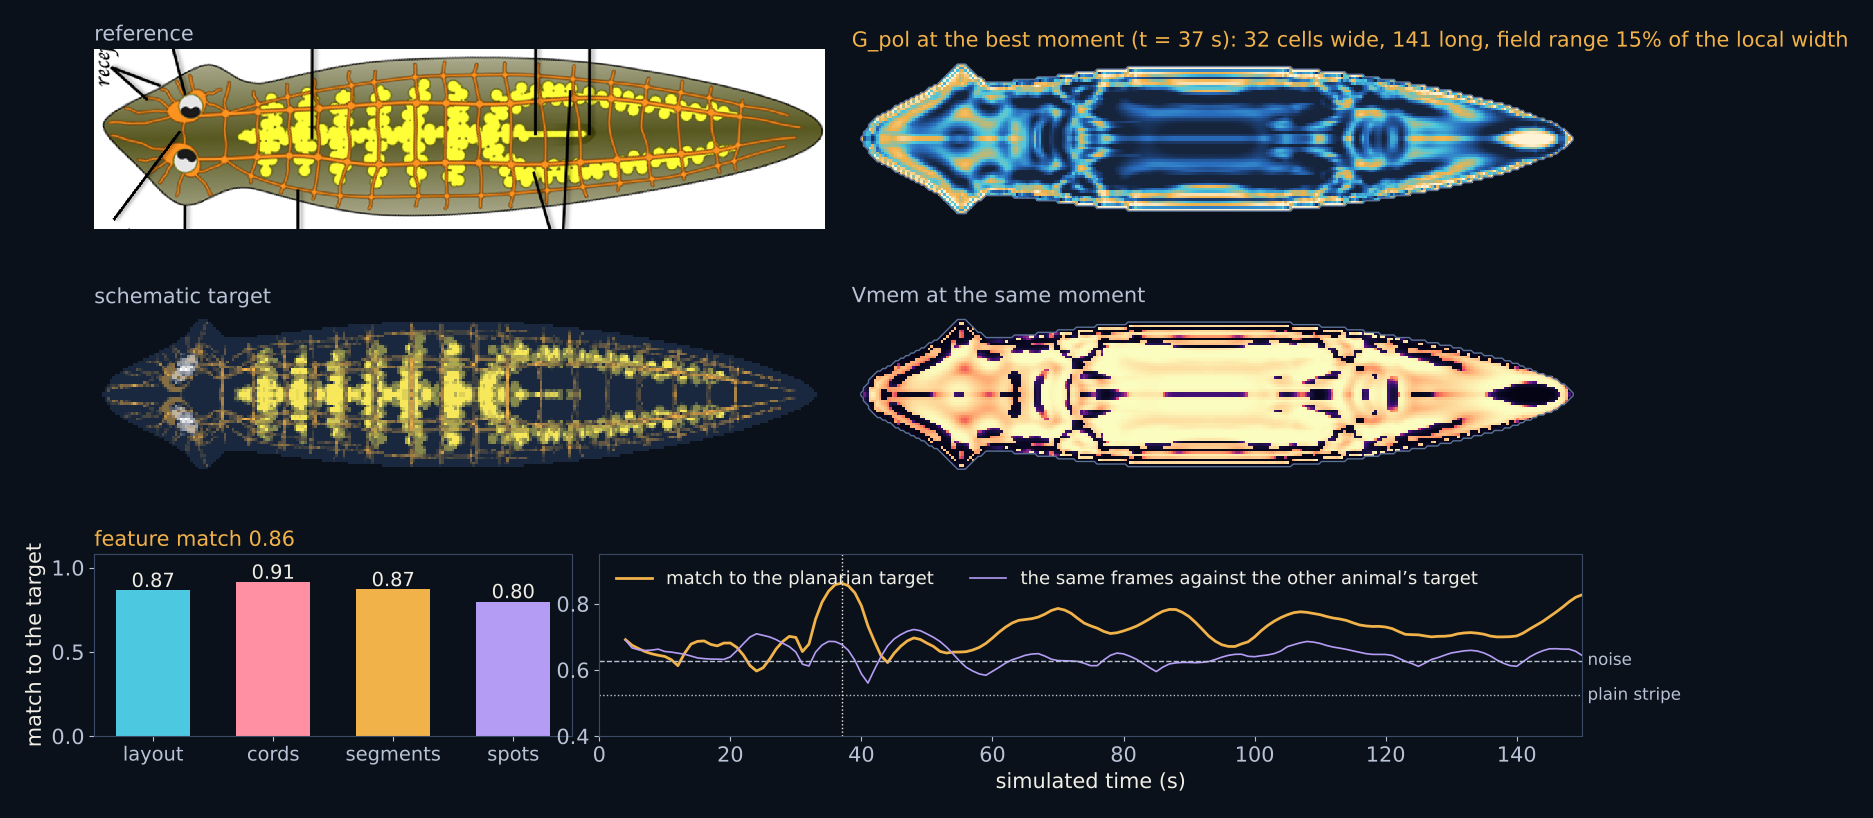 reference
G_pol at the best moment (t = 37 s): 32 cells wide, 141 long, field range 15% of the local width
rece
schematic target
Vmem at the same moment
feature match 0.86
match to the target
1.0
0.5
0.0
0.87
0.91
0.87
0.80
layout
cords
segments
spots
match to the planarian target
the same frames against the other animal’s target
0.8
0.6
0.4
noise
plain stripe
0
20
40
60
80
100
120
140
simulated time (s)